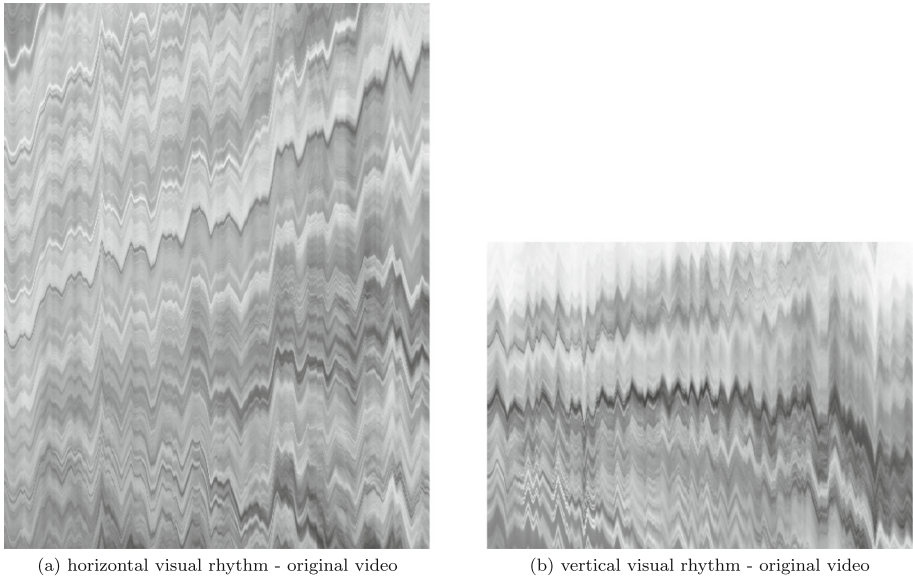 (a) horizontal visual rhythm - original video
(b) vertical visual rhythm - original video